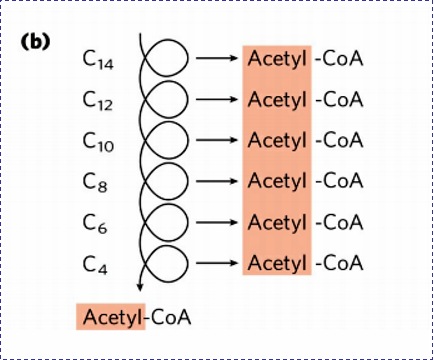 (b)
C₁₄ Acetyl -CoA
C₁₂ Acetyl -CoA
C₁₀ Acetyl -CoA
C₈ Acetyl -CoA
C₆ Acetyl -CoA
C₄ Acetyl -CoA
Acetyl-CoA